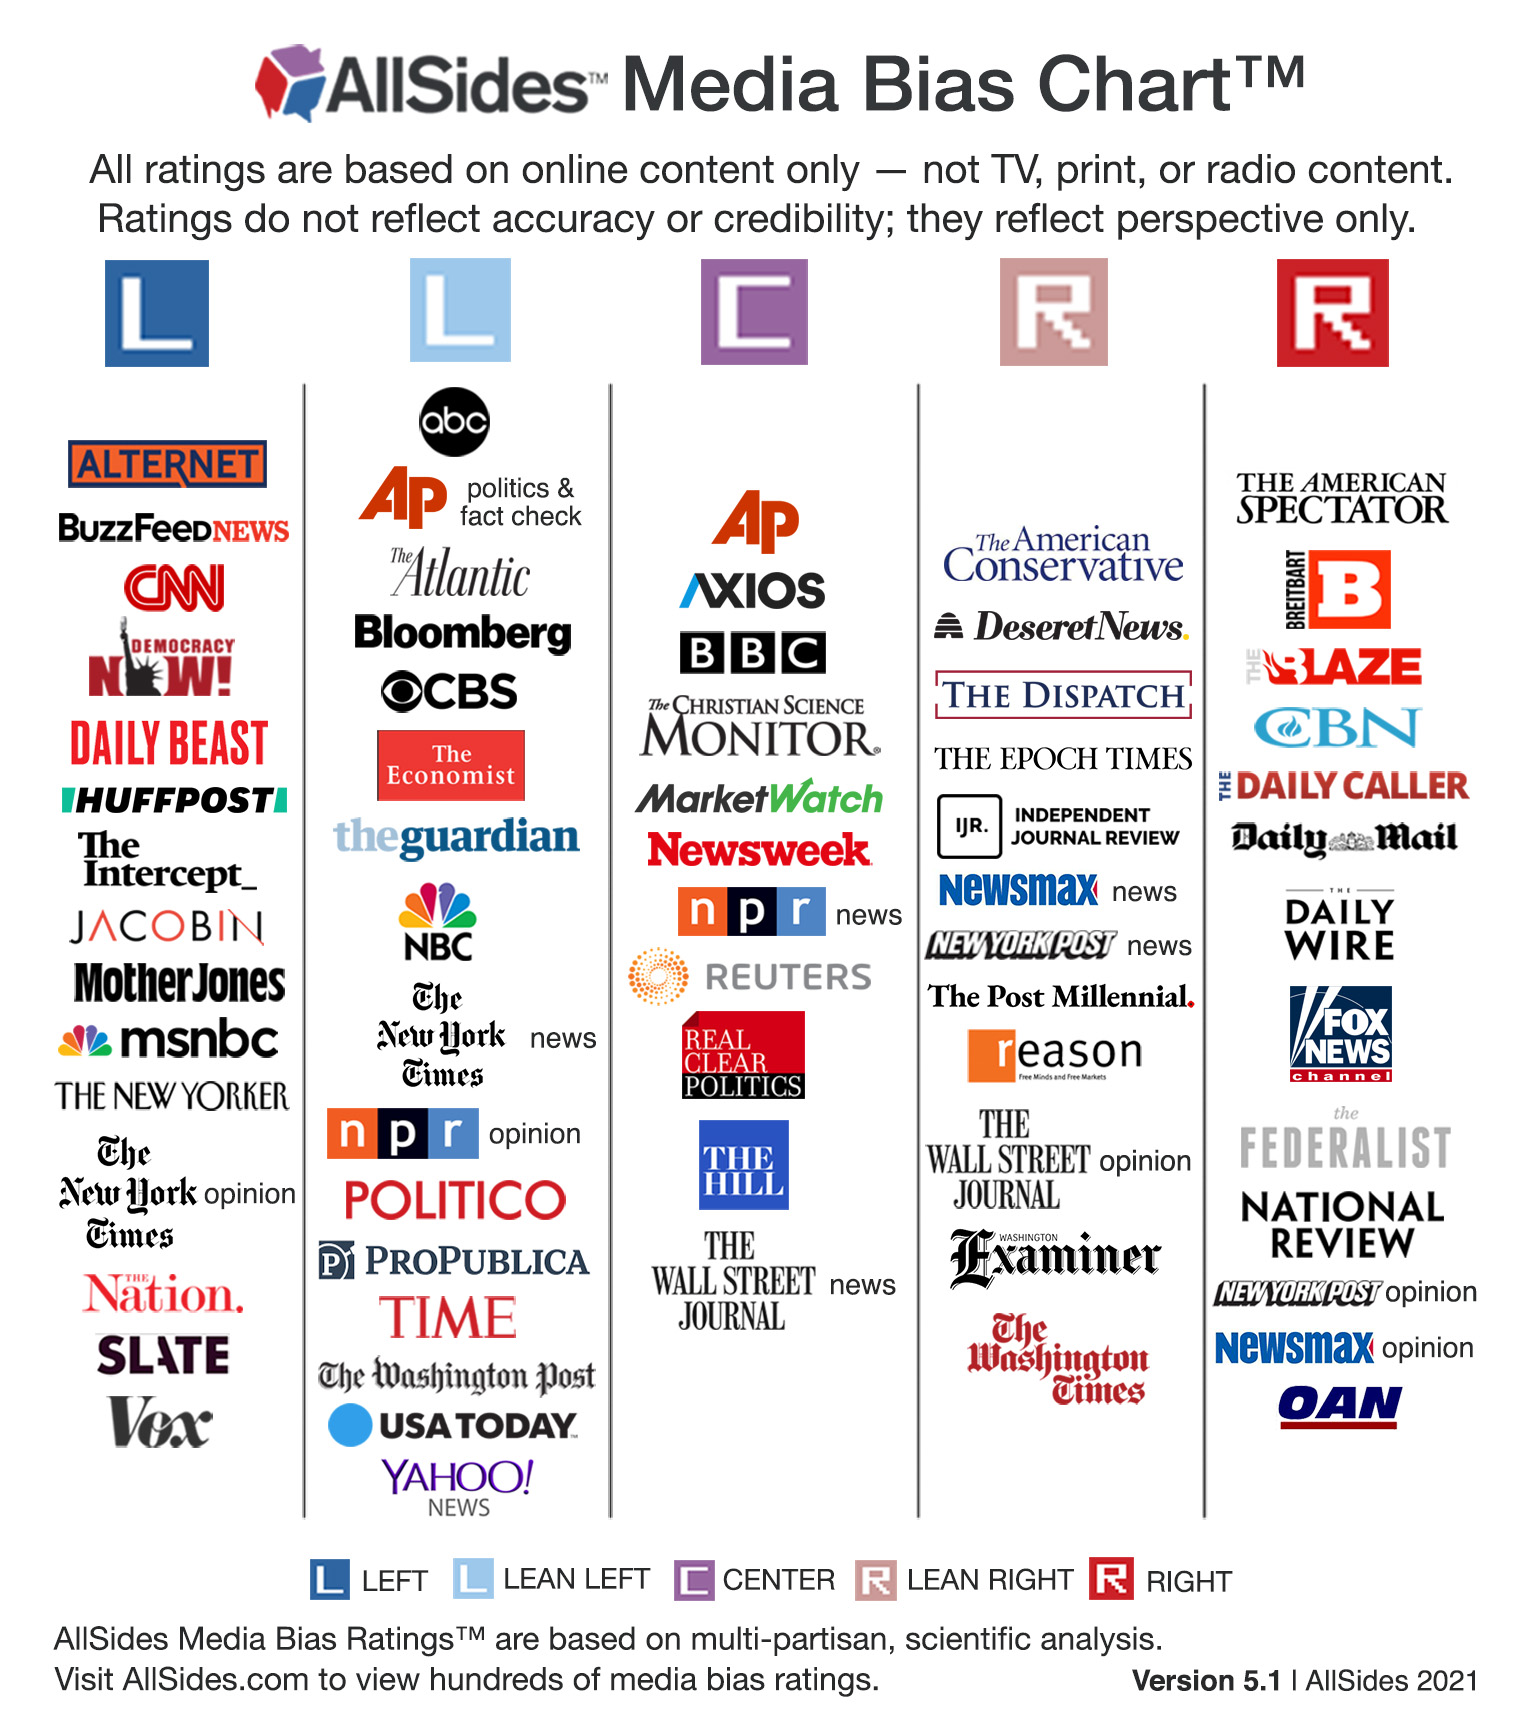 AllSides™ Media Bias Chart™
All ratings are based on online content only — not TV, print, or radio content.
Ratings do not reflect accuracy or credibility; they reflect perspective only.
L
L
C
R
R
ALTERNET
BUZZFEED NEWS
CNN
DEMOCRACY
NOW!
DAILY BEAST
HUFFPOST
The
Intercept_
JACOBIN
Mother Jones
msnbc
THE NEW YORKER
The
New York
Times
opinion
THE
Nation.
SLATE
Vox
abc
AP
politics &
fact check
The Atlantic
Bloomberg
CBS
The
Economist
theguardian
NBC
The
New York
Times
news
npr opinion
POLITICO
P PROPUBLICA
TIME
The Washington Post
USA TODAY
YAHOO!
NEWS
AP
AXIOS
BBC
The CHRISTIAN SCIENCE
MONITOR®
MarketWatch
Newsweek
npr news
REUTERS
REAL
CLEAR
POLITICS
THE
HILL
THE
WALL STREET
JOURNAL
news
The American
Conservative
Deseret News.
THE DISPATCH
THE EPOCH TIMES
IJR.
INDEPENDENT
JOURNAL REVIEW
NEWSMAX news
NEW YORK POST news
The Post Millennial.
reason
Free Minds and Free Markets
THE
WALL STREET
JOURNAL
opinion
WASHINGTON
Examiner
The
Washington
Times
THE AMERICAN
SPECTATOR
BREITBART
B
THE BLAZE
CBN
THE DAILY CALLER
Daily Mail
THE
DAILY
WIRE
FOX
NEWS
channel
the
FEDERALIST
NATIONAL
REVIEW
NEW YORK POST opinion
NEWSMAX opinion
OAN
L LEFT L LEAN LEFT C CENTER R LEAN RIGHT R RIGHT
AllSides Media Bias Ratings™ are based on multi-partisan, scientific analysis.
Visit AllSides.com to view hundreds of media bias ratings.
Version 5.1 | AllSides 2021